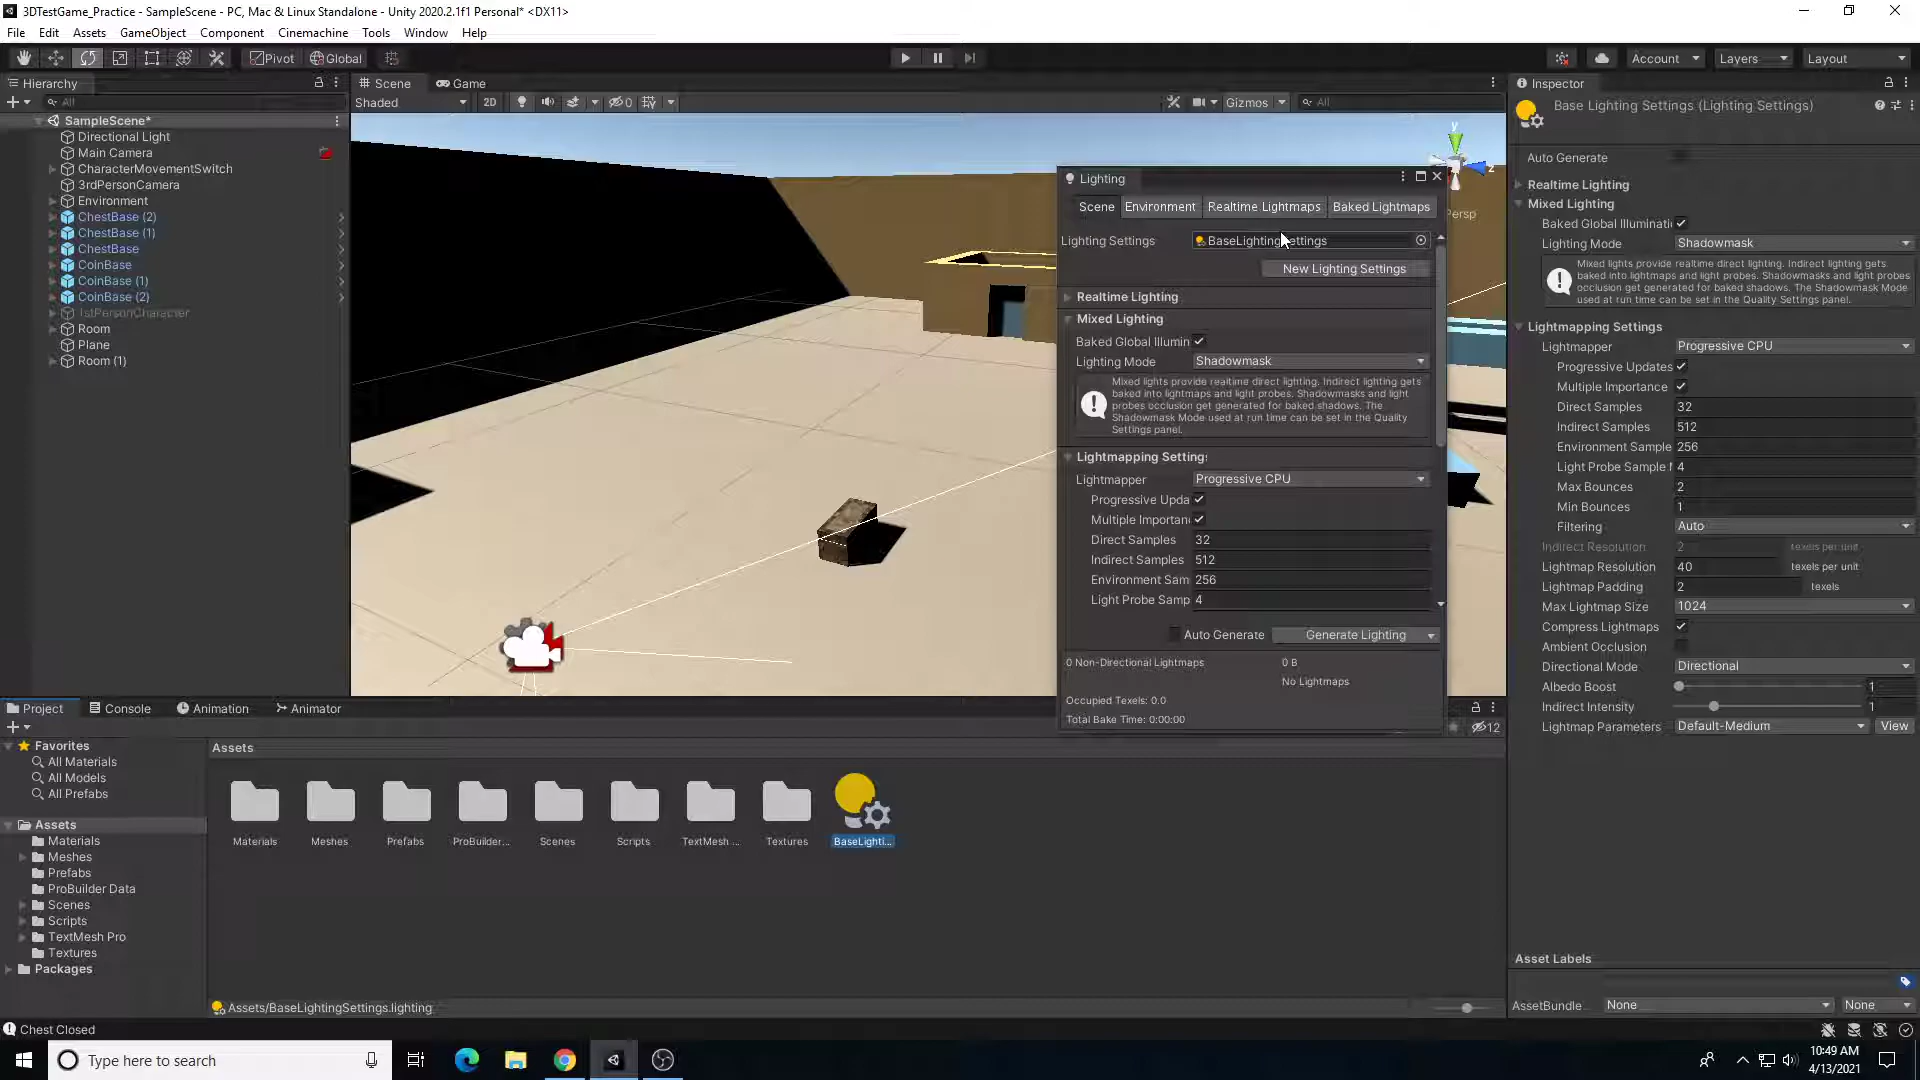 3DTestGame_Practice - SampleScene - PC, Mac & Linux Standalone - Unity 2020.2.1f1 Personal* <DX11>
File Edit Assets GameObject Component Cinemachine Tools Window Help
Pivot Global Account Layers Layout
Hierarchy
All
SampleScene*
Directional Light
Main Camera
CharacterMovementSwitch
3rdPersonCamera
Environment
ChestBase (2)
ChestBase (1)
ChestBase
CoinBase
CoinBase (1)
CoinBase (2)
1stPersonCharacter
Room
Plane
Room (1)
Scene Game
Shaded 2D 0 Gizmos All
y
z
Persp
Lighting
Scene Environment Realtime Lightmaps Baked Lightmaps
Lighting Settings BaseLightingSettings
New Lighting Settings
Realtime Lighting
Mixed Lighting
Baked Global Illumin
Lighting Mode Shadowmask
Mixed lights provide realtime direct lighting. Indirect lighting gets
baked into lightmaps and light probes. Shadowmasks and light
probes occlusion get generated for baked shadows. The
Shadowmask Mode used at run time can be set in the Quality
Settings panel.
Lightmapping Settings
Lightmapper Progressive CPU
Progressive Upda
Multiple Importan
Direct Samples 32
Indirect Samples 512
Environment Sam 256
Light Probe Samp 4
Auto Generate Generate Lighting
0 Non-Directional Lightmaps 0 B
No Lightmaps
Occupied Texels: 0.0
Total Bake Time: 0:00:00
Inspector
Base Lighting Settings (Lighting Settings)
Auto Generate
Realtime Lighting
Mixed Lighting
Baked Global Illuminati
Lighting Mode Shadowmask
Mixed lights provide realtime direct lighting. Indirect lighting gets
baked into lightmaps and light probes. Shadowmasks and light probes
occlusion get generated for baked shadows. The Shadowmask Mode
used at run time can be set in the Quality Settings panel.
Lightmapping Settings
Lightmapper Progressive CPU
Progressive Updates
Multiple Importance
Direct Samples 32
Indirect Samples 512
Environment Sample 256
Light Probe Sample M 4
Max Bounces 2
Min Bounces 1
Filtering Auto
Indirect Resolution 2 texels per unit
Lightmap Resolution 40 texels per unit
Lightmap Padding 2 texels
Max Lightmap Size 1024
Compress Lightmaps
Ambient Occlusion
Directional Mode Directional
Albedo Boost 1
Indirect Intensity 1
Lightmap Parameters Default-Medium View
Asset Labels
AssetBundle None None
Project Console Animation Animator
12
Favorites
All Materials
All Models
All Prefabs
Assets
Materials
Meshes
Prefabs
ProBuilder Data
Scenes
Scripts
TextMesh Pro
Textures
Packages
Assets
Materials Meshes Prefabs ProBuilder... Scenes Scripts TextMesh ... Textures BaseLighti...
Assets/BaseLightingSettings.lighting
Chest Closed
Type here to search
10:49 AM
4/13/2021